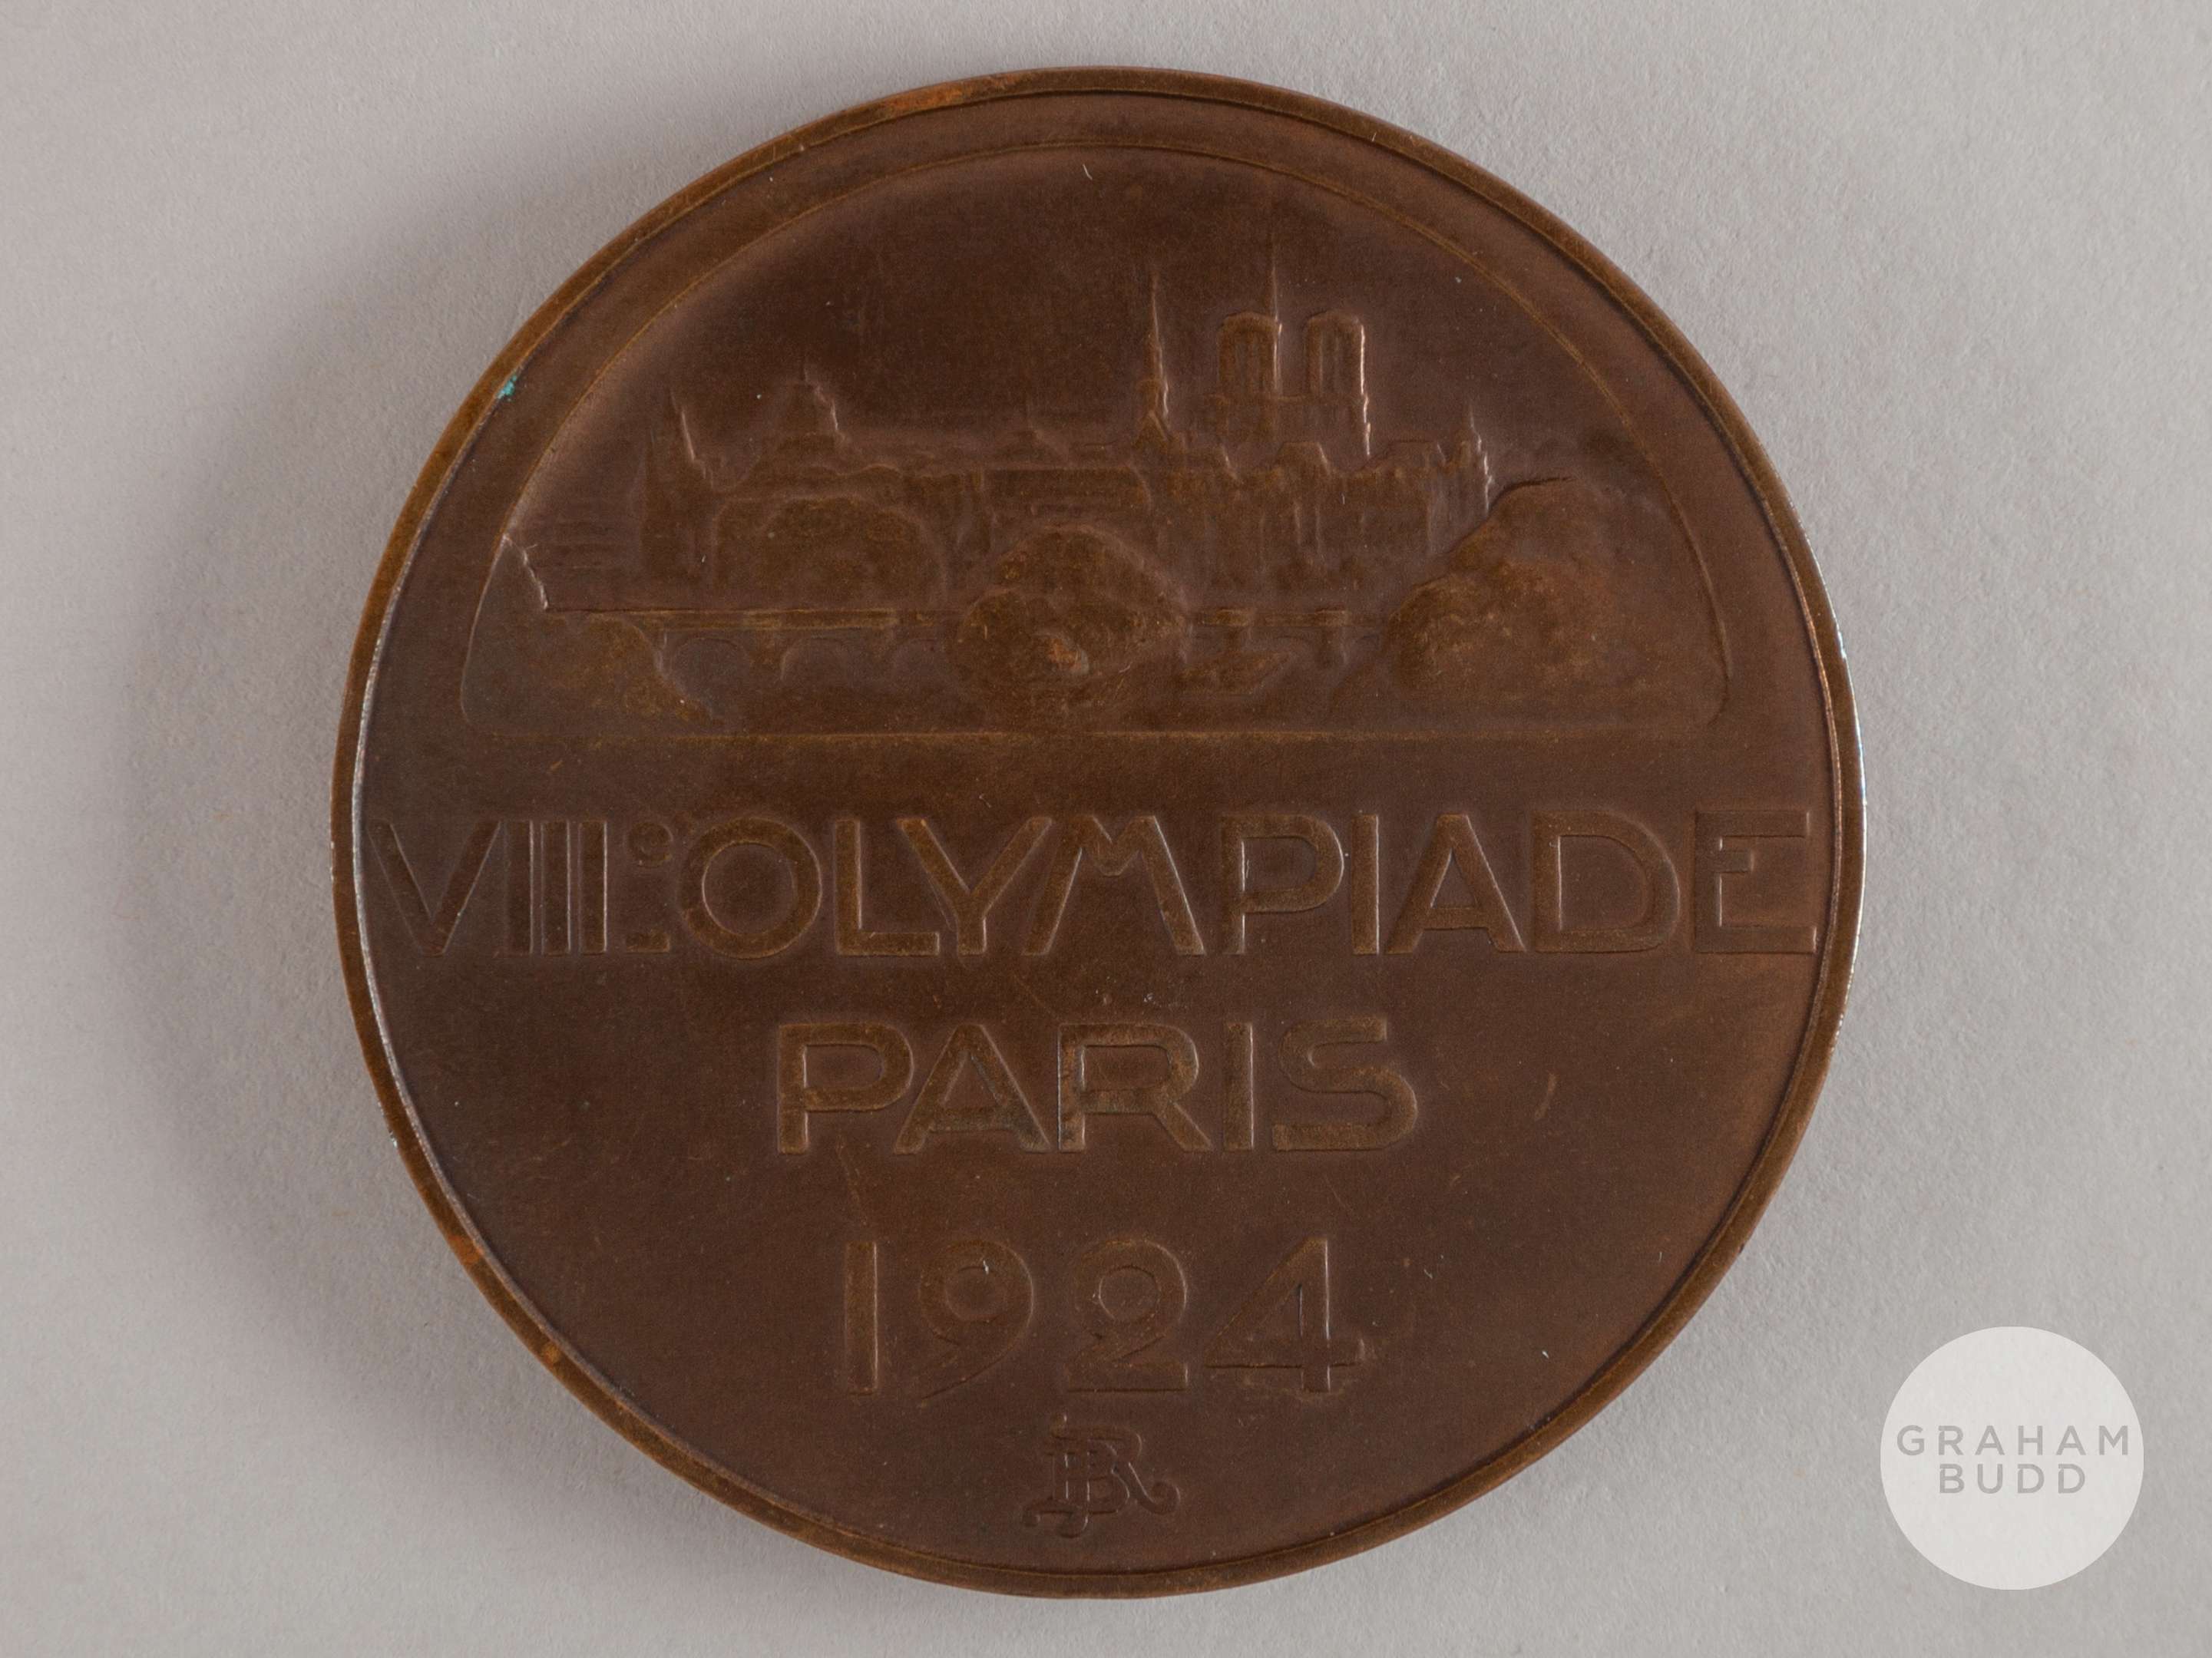 VIIIᵉ OLYMPIADE
PARIS
1924
GRAHAM
BUDD